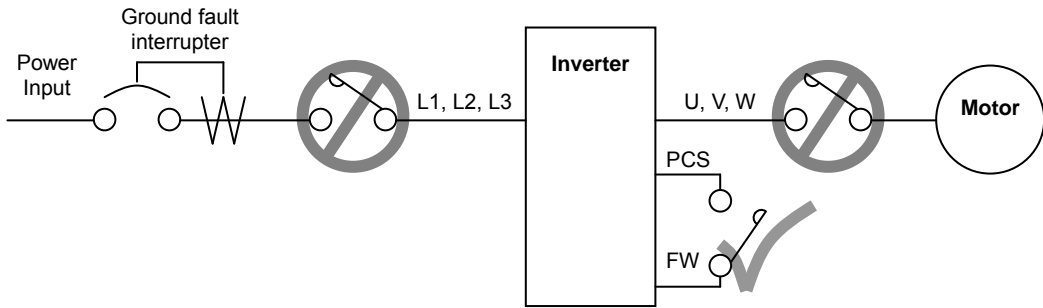 Ground fault
interrupter
Power
Input
L1, L2, L3
Inverter
U, V, W
Motor
PCS
FW